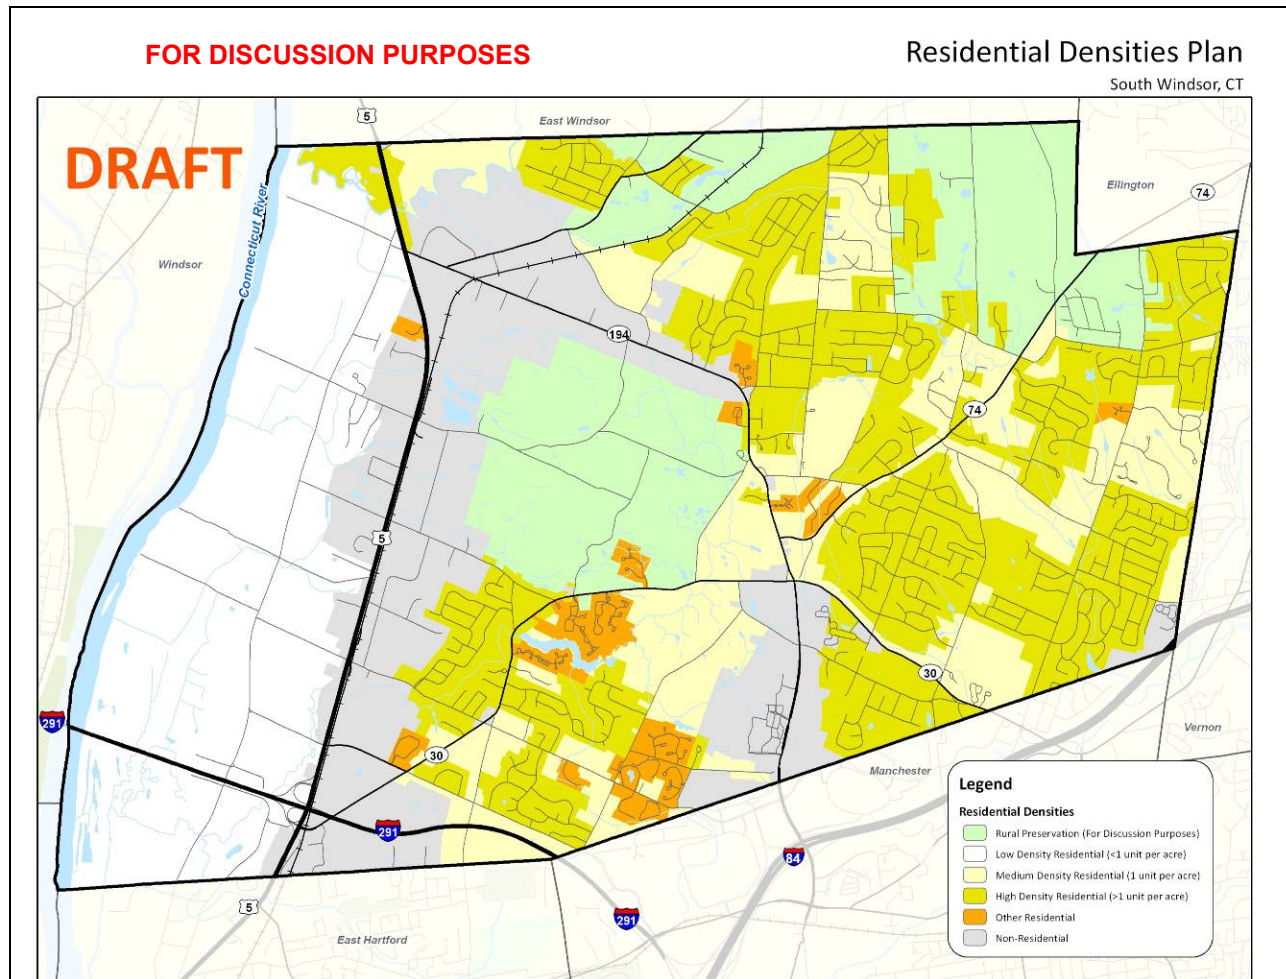 FOR DISCUSSION PURPOSES
Residential Densities Plan
South Windsor, CT
5
East Windsor
DRAFT
Ellington
74
Windsor
Connecticut River
194
74
5
30
291
30
Vernon
Manchester
291
84
5
291
East Hartford
Legend
Residential Densities
Rural Preservation (For Discussion Purposes)
Low Density Residential (<1 unit per acre)
Medium Density Residential (1 unit per acre)
High Density Residential (>1 unit per acre)
Other Residential
Non-Residential